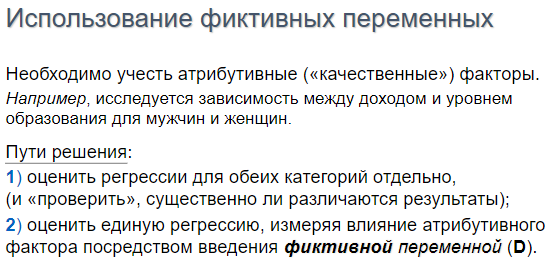 Использование фиктивных переменных
Необходимо учесть атрибутивные («качественные») факторы.
Например, исследуется зависимость между доходом и уровнем
образования для мужчин и женщин.
Пути решения:
1) оценить регрессии для обеих категорий отдельно,
(и «проверить», существенно ли различаются результаты);
2) оценить единую регрессию, измеряя влияние атрибутивного
фактора посредством введения фиктивной переменной (D).